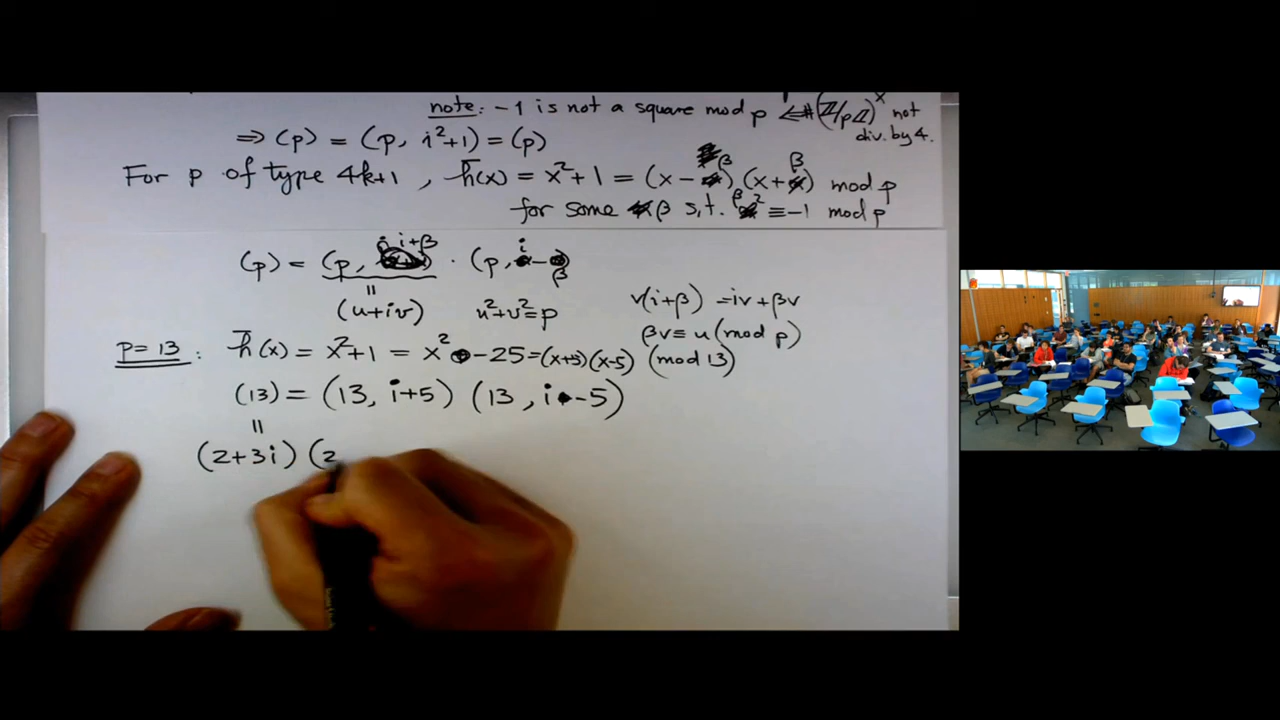 note: -1 is not a square mod p ⇐ #(ℤ/pℤ)^× not
div. by 4.
⇒ (p) = (p, i²+1) = (p)
For p of type 4k+1, h̄(x) = x²+1 = (x-β)(x+β) mod p
for some β s.t. β² ≡ -1 mod p
(p) = (p, i+β) · (p, i-β)
"
(u+iv) u²+v²=p
v(i+β) = iv+βv
βv ≡ u (mod p)
p=13 : h̄(x) = x²+1 = x²-25 = (x+5)(x-5) (mod 13)
(13) = (13, i+5) (13, i-5)
"
(2+3i) (2